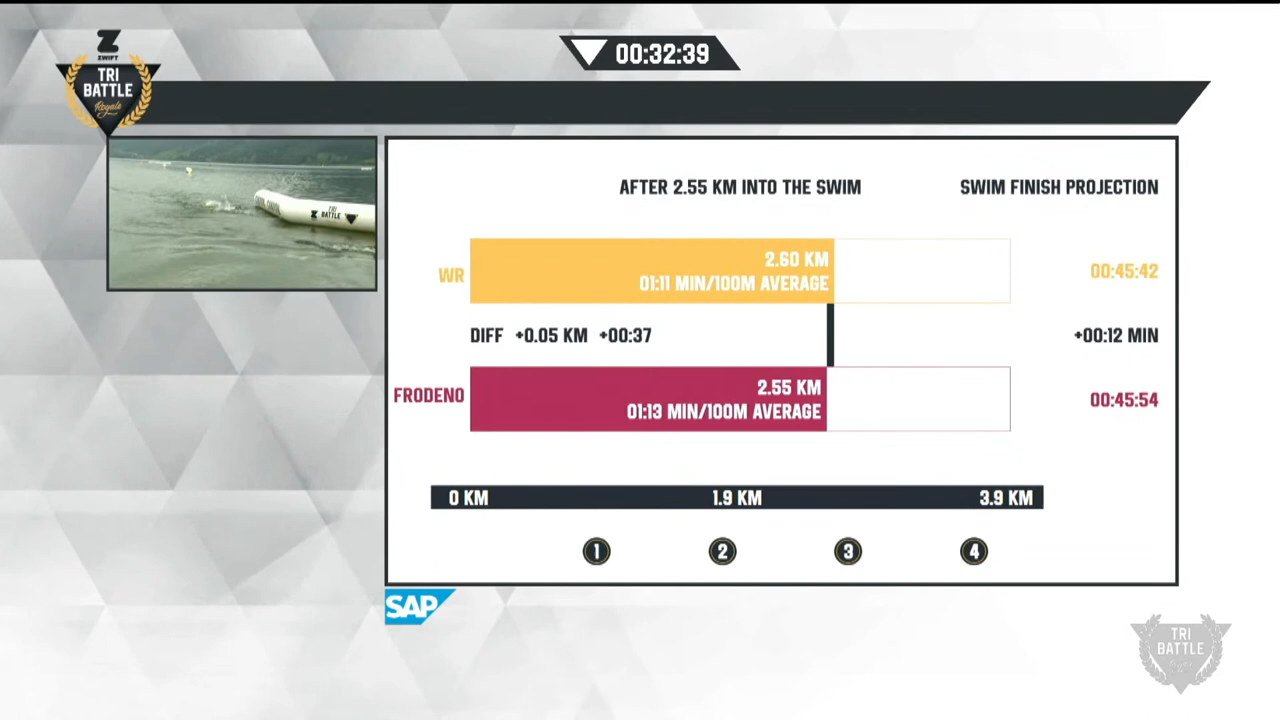 ZWIFT
TRI
BATTLE
Royale
00:32:39
TRI
BATTLE
AFTER 2.55 KM INTO THE SWIM
SWIM FINISH PROJECTION
WR
2.60 KM
01:11 MIN/100M AVERAGE
00:45:42
DIFF +0.05 KM +00:37
+00:12 MIN
FRODENO
2.55 KM
01:13 MIN/100M AVERAGE
00:45:54
0 KM 1.9 KM 3.9 KM
1 2 3 4
SAP
TRI
BATTLE
Royale